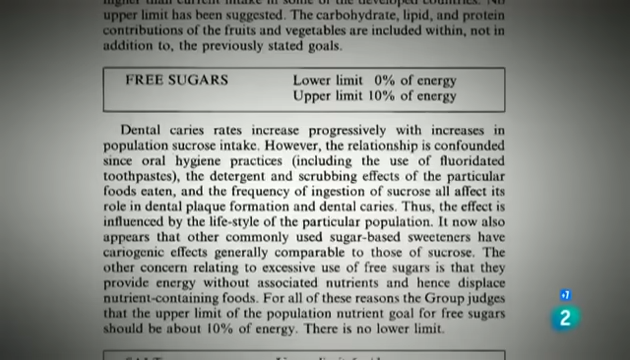 higher than current intake in some of the developed countries. No
upper limit has been suggested. The carbohydrate, lipid, and protein
contributions of the fruits and vegetables are included within, not in
addition to, the previously stated goals.
FREE SUGARS Lower limit 0% of energy
Upper limit 10% of energy
Dental caries rates increase progressively with increases in
population sucrose intake. However, the relationship is confounded
since oral hygiene practices (including the use of fluoridated
toothpastes), the detergent and scrubbing effects of the particular
foods eaten, and the frequency of ingestion of sucrose all affect its
role in dental plaque formation and dental caries. Thus, the effect is
influenced by the life-style of the particular population. It now also
appears that other commonly used sugar-based sweeteners have
cariogenic effects generally comparable to those of sucrose. The
other concern relating to excessive use of free sugars is that they
provide energy without associated nutrients and hence displace
nutrient-containing foods. For all of these reasons the Group judges
that the upper limit of the population nutrient goal for free sugars
should be about 10% of energy. There is no lower limit.
+7
2